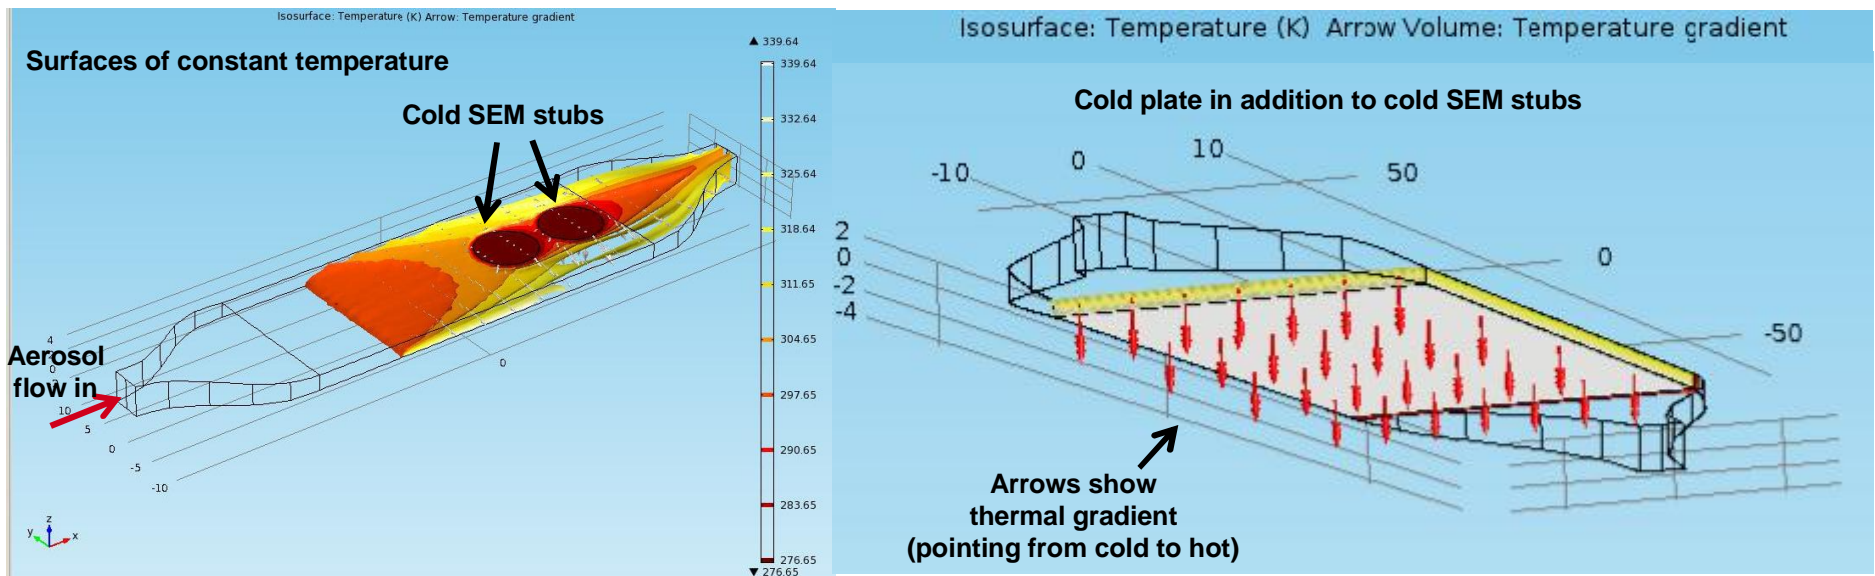 Isosurface: Temperature (K) Arrow: Temperature gradient
Surfaces of constant temperature
Cold SEM stubs
▲ 339.64
339.64
332.64
325.64
318.64
311.65
304.65
297.65
290.65
283.65
276.65
▼ 276.65
Aerosol
flow in
4
0
10
5
0
-5
-10
0
z
y
x
Isosurface: Temperature (K) Arrow Volume: Temperature gradient
Cold plate in addition to cold SEM stubs
-10
0
10
50
0
-50
2
0
-2
-4
Arrows show
thermal gradient
(pointing from cold to hot)